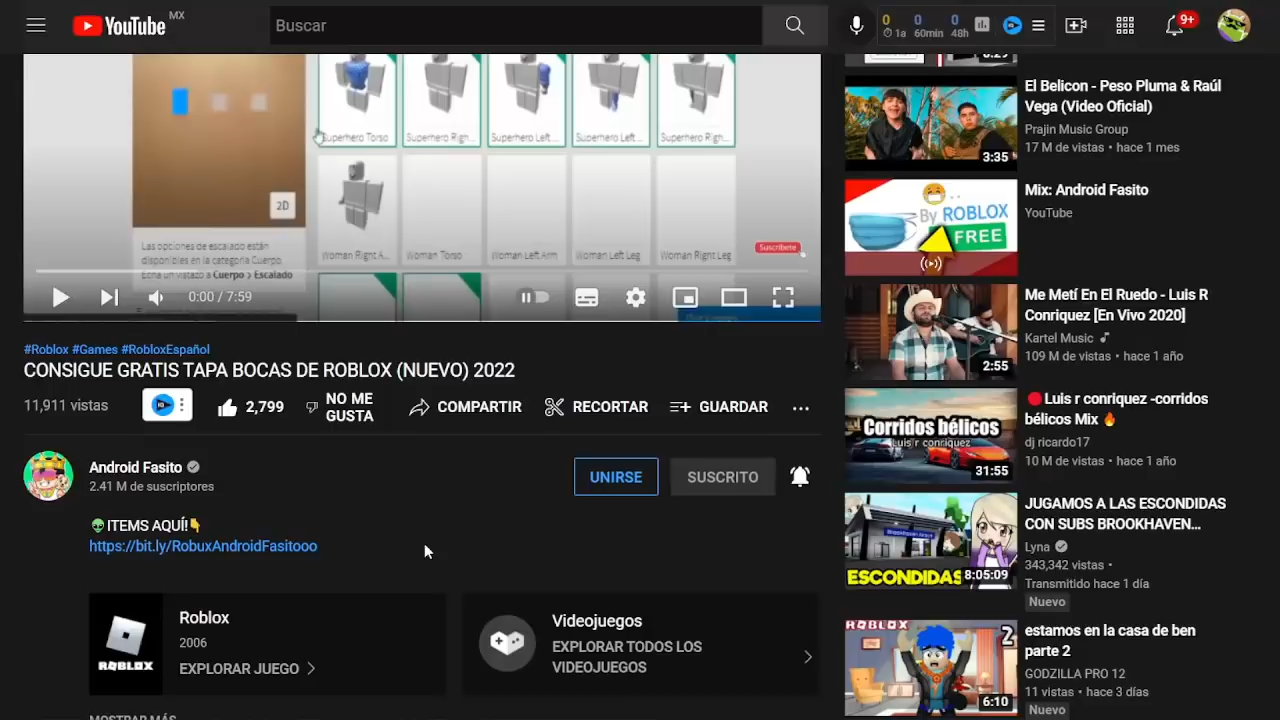 YouTube MX
Buscar
0
0
0
1a
60min
48h
9+
Superhero Torso
Superhero Righ...
Superhero Left ...
Superhero Left ...
Superhero Righ...
2D
Las opciones de escalado están
disponibles en la categoría Cuerpo.
Echa un vistazo a Cuerpo > Escalado
Woman Right A...
Woman Torso
Woman Left Arm
Woman Left Leg
Woman Right Leg
Suscríbete
0:00 / 7:59
#Roblox #Games #RobloxEspañol
CONSIGUE GRATIS TAPA BOCAS DE ROBLOX (NUEVO) 2022
11,911 vistas
2,799
NO ME
GUSTA
COMPARTIR
RECORTAR
GUARDAR
Android Fasito
2.41 M de suscriptores
UNIRSE
SUSCRITO
ITEMS AQUÍ!
https://bit.ly/RobuxAndroidFasitooo
ROBLOX
Roblox
2006
EXPLORAR JUEGO
Videojuegos
EXPLORAR TODOS LOS
VIDEOJUEGOS
MOSTRAR MÁS
El Belicon - Peso Pluma & Raúl
Vega (Video Oficial)
Prajin Music Group
17 M de vistas • hace 1 mes
3:35
By ROBLOX
FREE
Mix: Android Fasito
YouTube
Me Metí En El Ruedo - Luis R
Conriquez [En Vivo 2020]
Kartel Music
109 M de vistas • hace 1 año
2:55
Corridos bélicos
Luis r conriquez
31:55
Luis r conriquez -corridos
bélicos Mix
dj ricardo17
10 M de vistas • hace 1 año
ESCONDIDAS
8:05:09
JUGAMOS A LAS ESCONDIDAS
CON SUBS BROOKHAVEN...
Lyna
343,342 vistas •
Transmitido hace 1 día
Nuevo
ROBLOX
2
6:10
estamos en la casa de ben
parte 2
GODZILLA PRO 12
11 vistas • hace 3 días
Nuevo